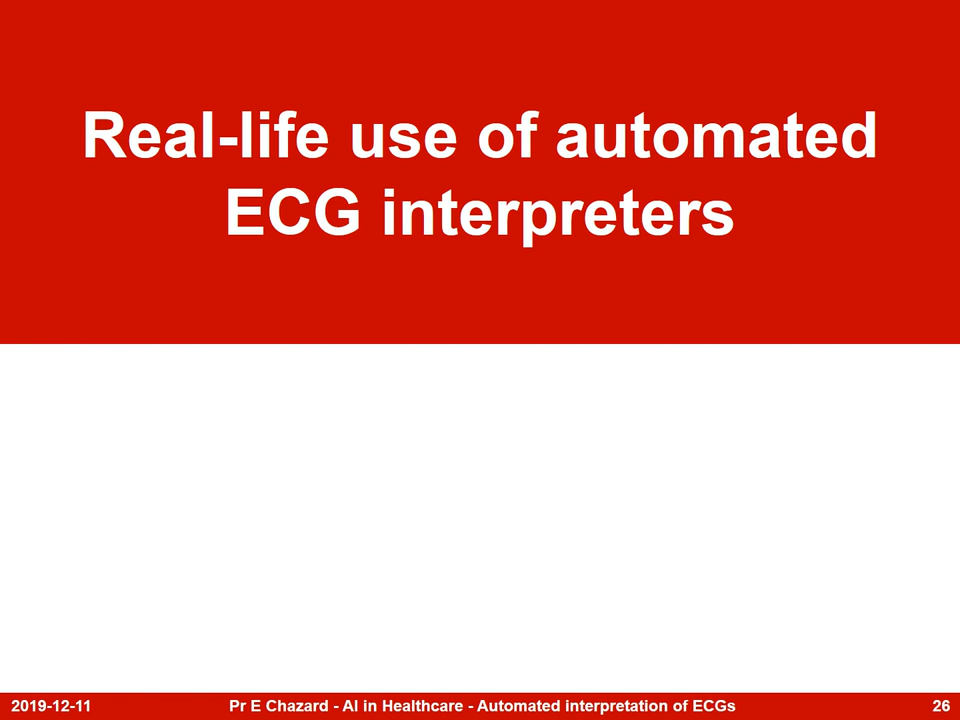 Real-life use of automated
ECG interpreters
2019-12-11 Pr E Chazard - AI in Healthcare - Automated interpretation of ECGs 26